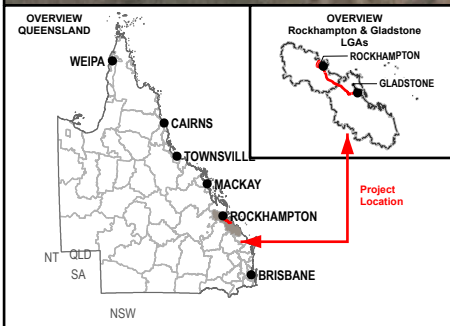 OVERVIEW
QUEENSLAND
WEIPA
CAIRNS
TOWNSVILLE
MACKAY
ROCKHAMPTON
BRISBANE
NT
QLD
SA
NSW
OVERVIEW
Rockhampton & Gladstone
LGAs
ROCKHAMPTON
GLADSTONE
Project
Location